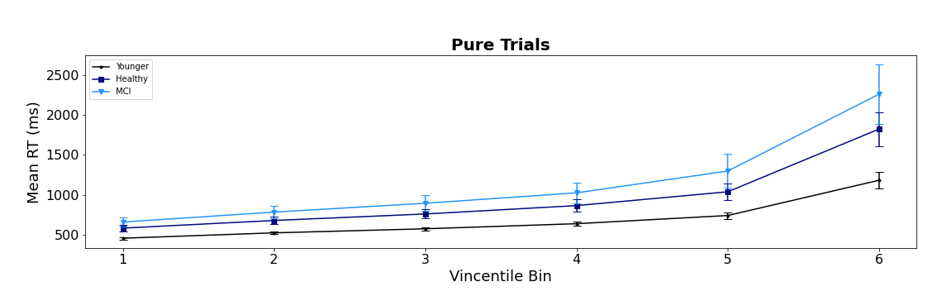 Pure Trials
Younger
Healthy
MCI
Mean RT (ms)
2500
2000
1500
1000
500
1 2 3 4 5 6
Vincentile Bin